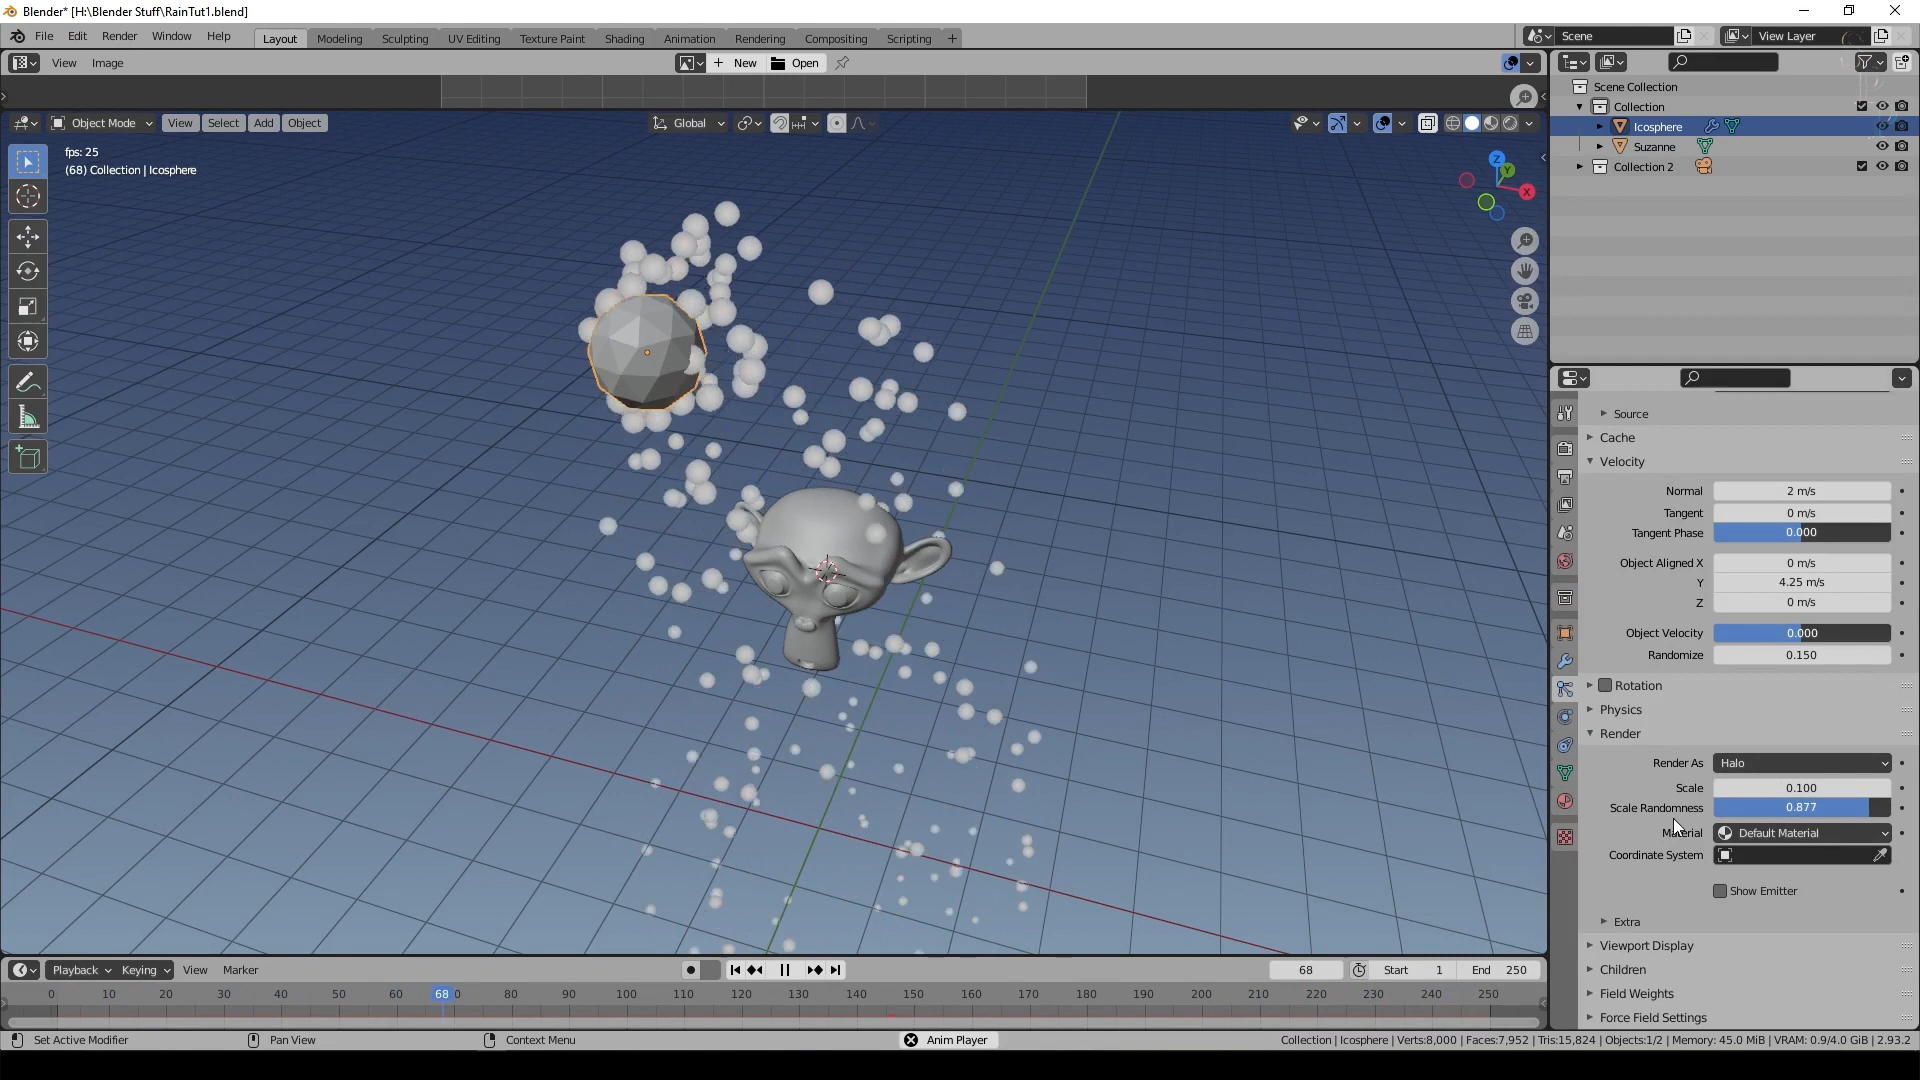 Blender* [H:\Blender Stuff\RainTut1.blend]
File Edit Render Window Help Layout Modeling Sculpting UV Editing Texture Paint Shading Animation Rendering Compositing Scripting + Scene View Layer
View Image + New Open
Scene Collection
Collection
Object Mode View Select Add Object Global
Icosphere
fps: 25
Suzanne
(68) Collection | Icosphere
Collection 2
Z
Y
X
Source
Cache
Velocity
Normal 2 m/s
Tangent 0 m/s
Tangent Phase 0.000
Object Aligned X 0 m/s
Y 4.25 m/s
Z 0 m/s
Object Velocity 0.000
Randomize 0.150
Rotation
Physics
Render
Render As Halo
Scale 0.100
Scale Randomness 0.877
Material Default Material
Coordinate System
Show Emitter
Extra
Viewport Display
Children
Field Weights
Force Field Settings
Playback Keying View Marker 68 Start 1 End 250
0 10 20 30 40 50 60 68 0 80 90 100 110 120 130 140 150 160 170 180 190 200 210 220 230 240 250
Set Active Modifier Pan View Context Menu Anim Player Collection | Icosphere | Verts:8,000 | Faces:7,952 | Tris:15,824 | Objects:1/2 | Memory: 45.0 MiB | VRAM: 0.9/4.0 GiB | 2.93.2